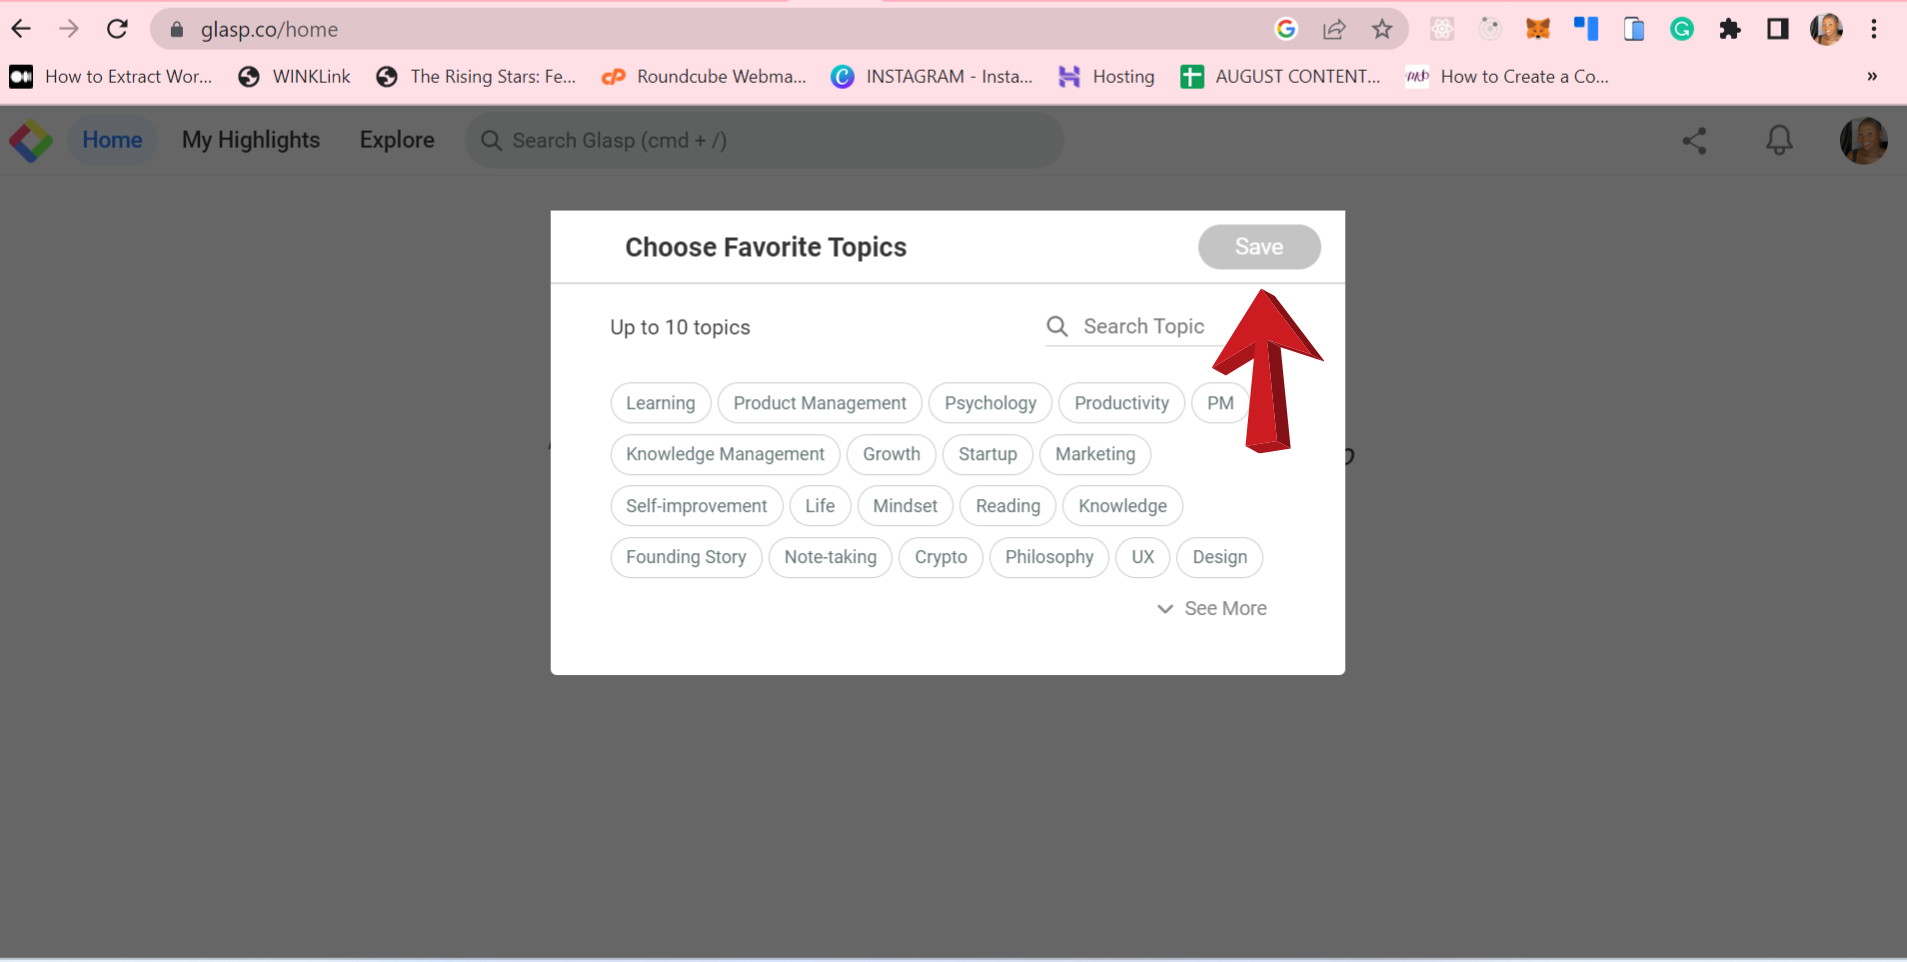 glasp.co/home
How to Extract Wor... WINKLink The Rising Stars: Fe... Roundcube Webma... INSTAGRAM - Insta... Hosting AUGUST CONTENT... How to Create a Co... »
Home My Highlights Explore Search Glasp (cmd + /)
Choose Favorite Topics Save
Up to 10 topics Search Topic
Learning Product Management Psychology Productivity PM
Knowledge Management Growth Startup Marketing
Self-improvement Life Mindset Reading Knowledge
Founding Story Note-taking Crypto Philosophy UX Design
See More